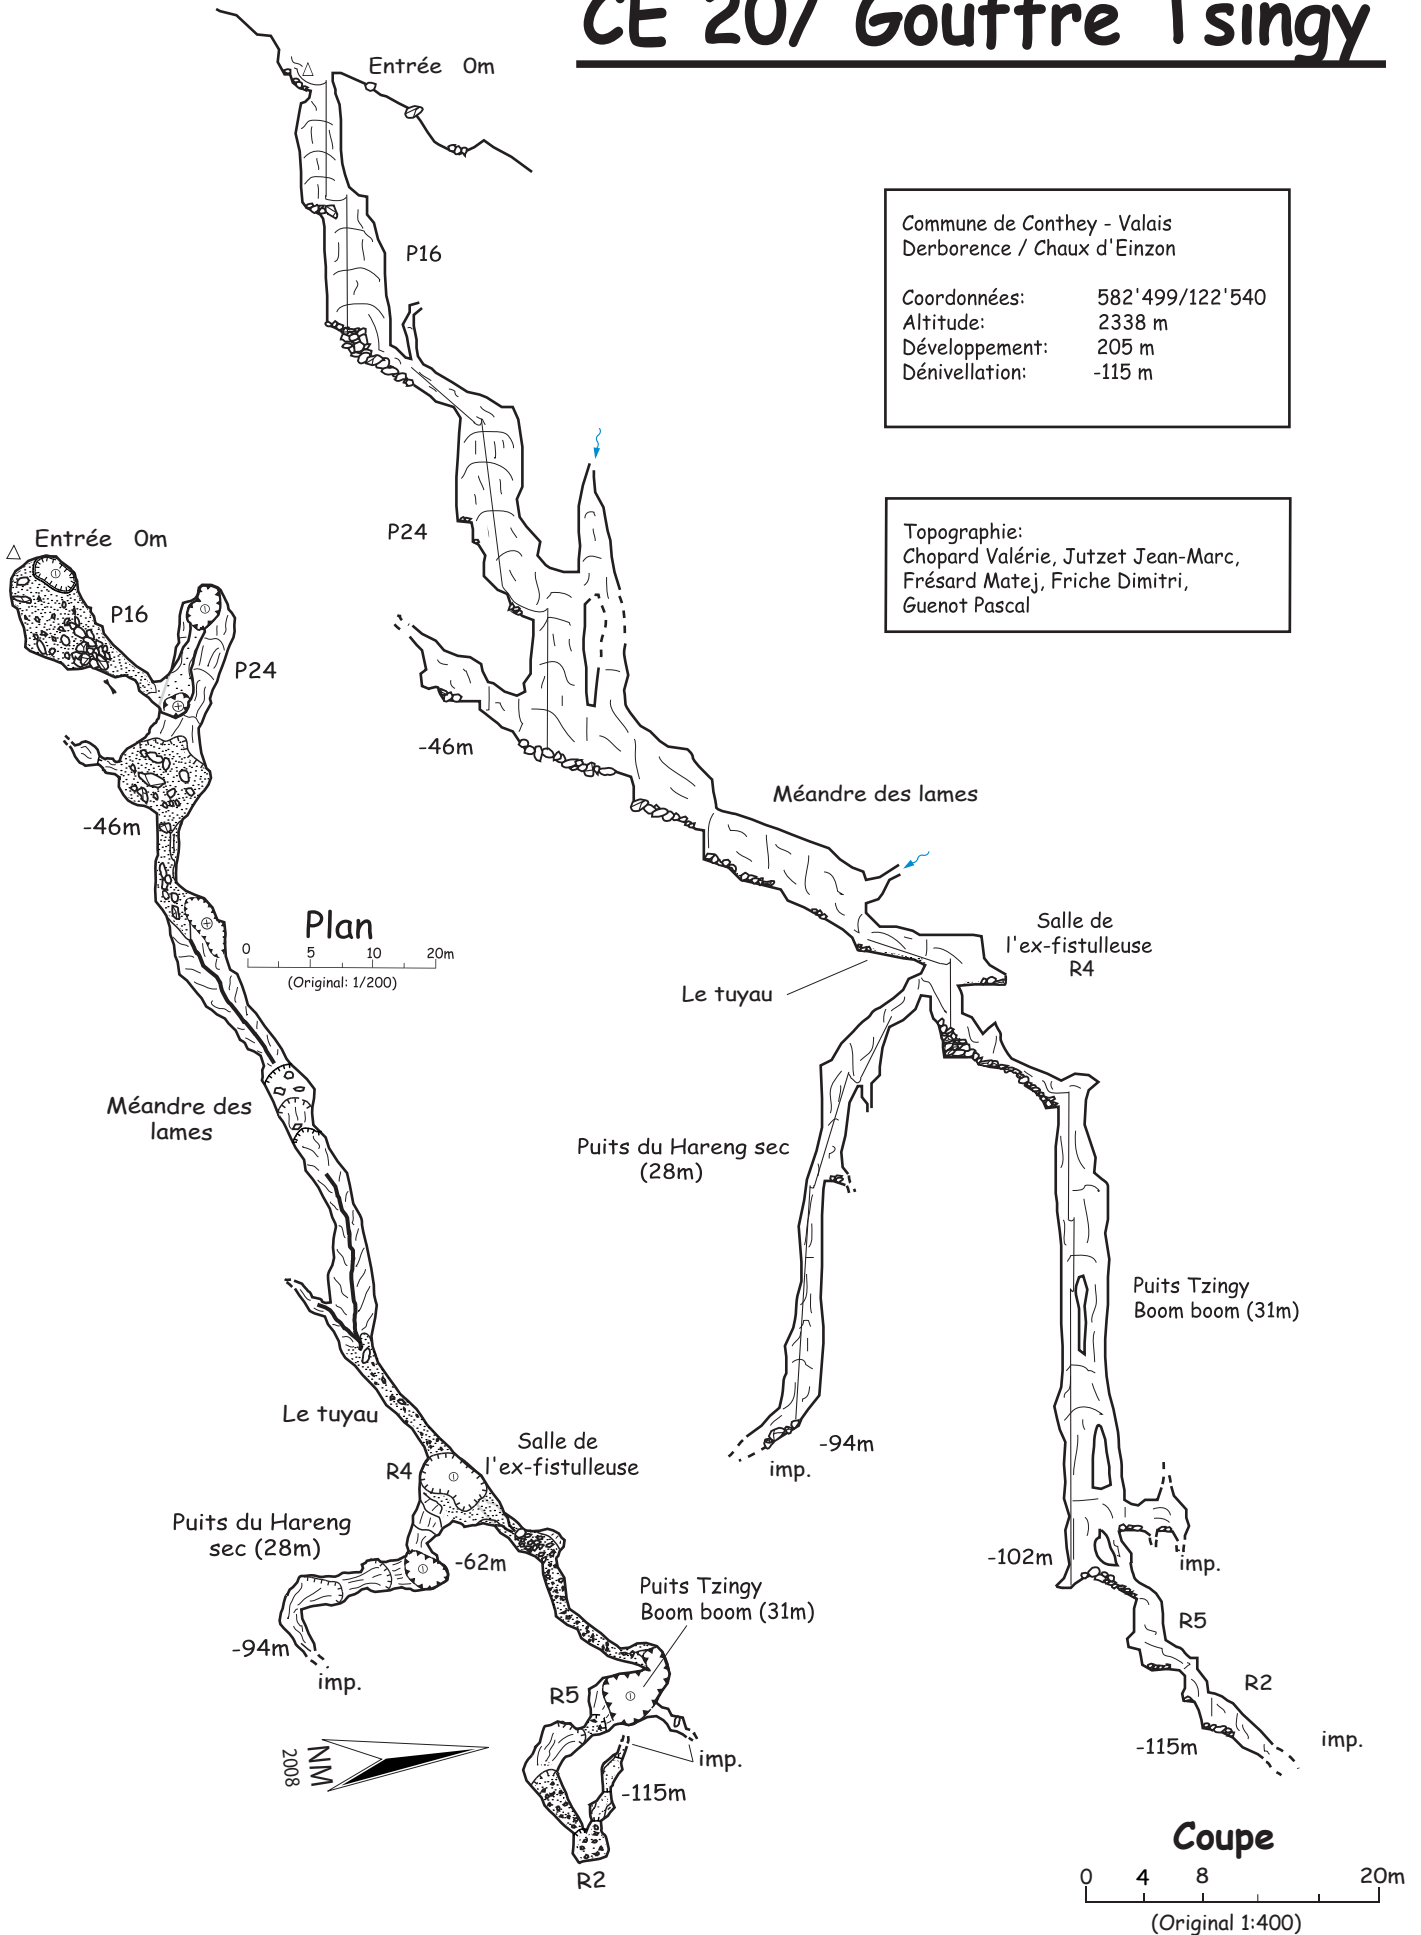 CE 207 Gouffre Tsingy
Entrée 0m
Commune de Conthey - Valais
Derborence / Chaux d'Einzon
Coordonnées: 582'499/122'540
Altitude: 2338 m
Développement: 205 m
Dénivellation: -115 m
P16
Topographie:
Chopard Valérie, Jutzet Jean-Marc,
Frésard Matej, Friche Dimitri,
Guenot Pascal
P24
-46m
Méandre des lames
Salle de
l'ex-fistulleuse
R4
Le tuyau
Puits du Hareng sec
(28m)
-94m
imp.
Puits Tzingy
Boom boom (31m)
-102m
imp.
R5
R2
-115m
imp.
Coupe
0 4 8 20m
(Original 1:400)
Entrée 0m
P16
P24
-46m
Plan
0 5 10 20m
(Original: 1/200)
Méandre des
lames
Le tuyau
Salle de
l'ex-fistulleuse
R4
Puits du Hareng
sec (28m)
-62m
-94m
imp.
Puits Tzingy
Boom boom (31m)
R5
imp.
-115m
R2
NM
2008